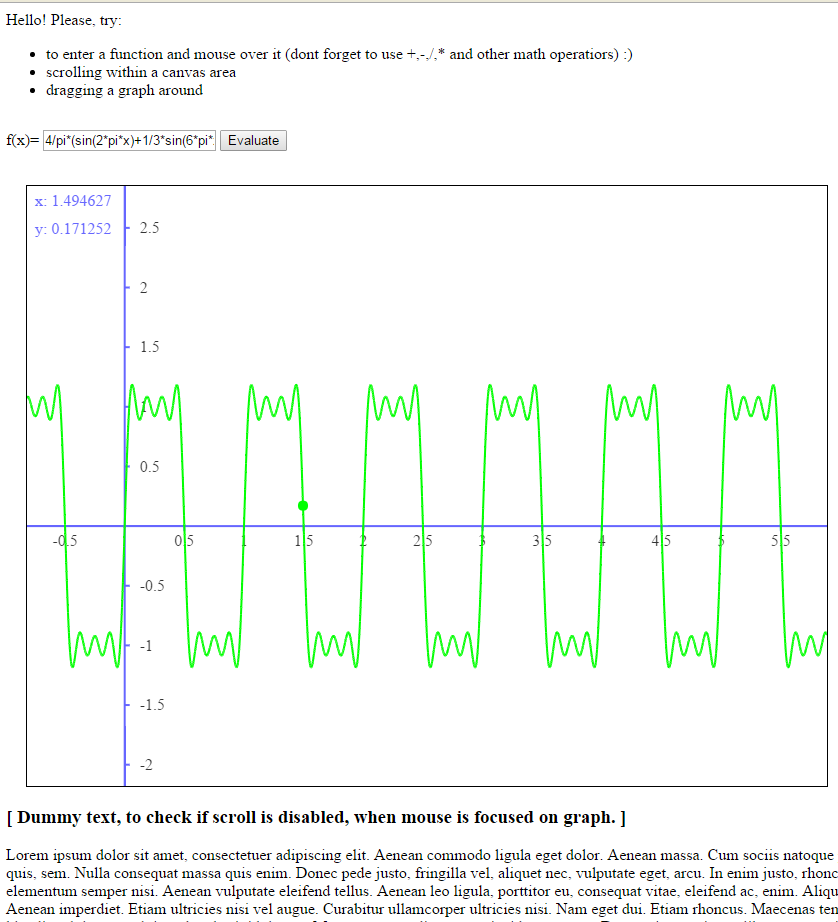 Hello! Please, try:
to enter a function and mouse over it (dont forget to use +,-,/,* and other math operatiors) :)
scrolling within a canvas area
dragging a graph around
f(x)= 4/pi*(sin(2*pi*x)+1/3*sin(6*pi* Evaluate
x: 1.494627
y: 0.171252
2.5
2
1.5
1
0.5
-0.5 0.5 1 1.5 2 2.5 3 3.5 4 4.5 5 5.5
-0.5
-1
-1.5
-2
[ Dummy text, to check if scroll is disabled, when mouse is focused on graph. ]
Lorem ipsum dolor sit amet, consectetuer adipiscing elit. Aenean commodo ligula eget dolor. Aenean massa. Cum sociis natoque
quis, sem. Nulla consequat massa quis enim. Donec pede justo, fringilla vel, aliquet nec, vulputate eget, arcu. In enim justo, rhonc
elementum semper nisi. Aenean vulputate eleifend tellus. Aenean leo ligula, porttitor eu, consequat vitae, eleifend ac, enim. Aliqu
Aenean imperdiet. Etiam ultricies nisi vel augue. Curabitur ullamcorper ultricies nisi. Nam eget dui. Etiam rhoncus. Maecenas tem